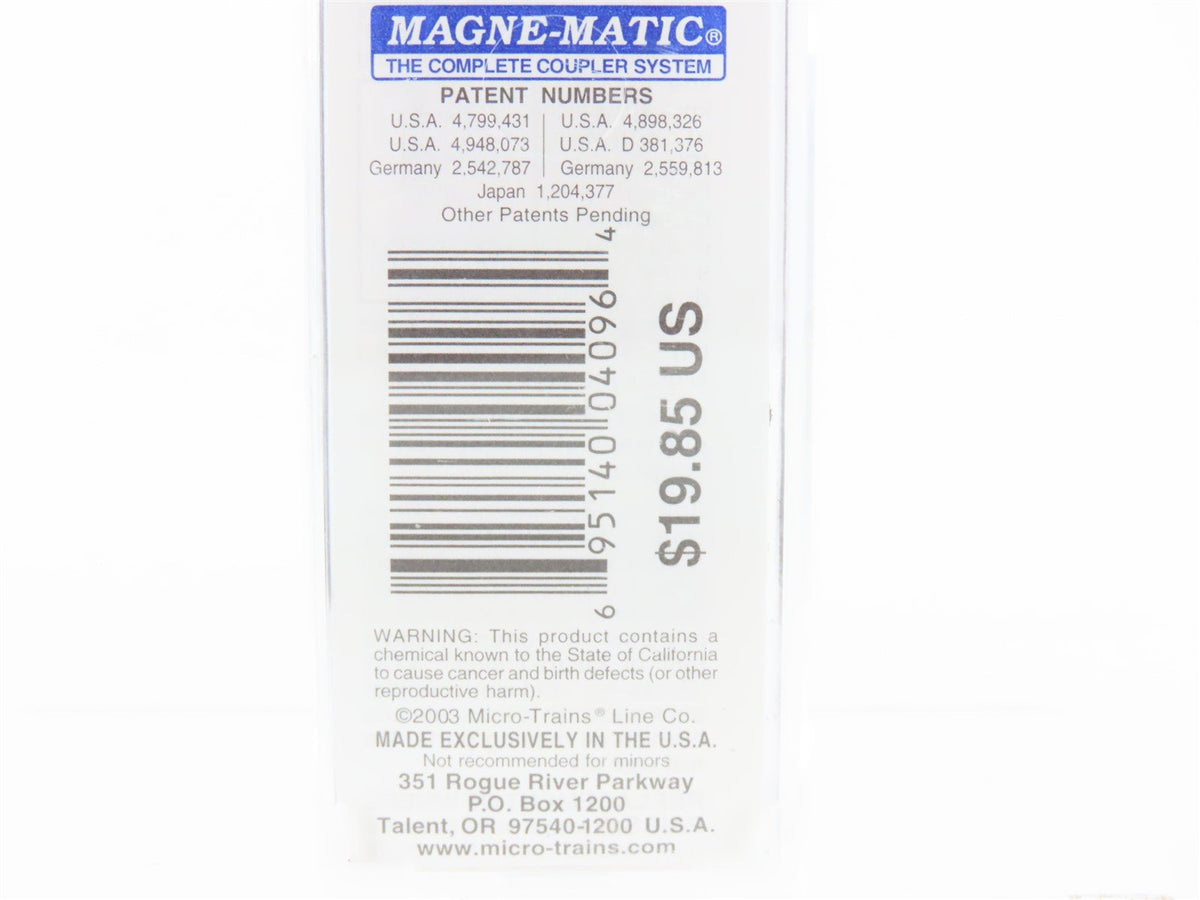 MAGNE-MATIC®
THE COMPLETE COUPLER SYSTEM
PATENT NUMBERS
U.S.A. 4,799,431 U.S.A. 4,898,326
U.S.A. 4,948,073 U.S.A. D 381,376
Germany 2,542,787 Germany 2,559,813
Japan 1,204,377
Other Patents Pending
6 95140 04096 4
$19.85 US
WARNING: This product contains a
chemical known to the State of California
to cause cancer and birth defects (or other
reproductive harm).
©2003 Micro-Trains® Line Co.
MADE EXCLUSIVELY IN THE U.S.A.
Not recommended for minors
351 Rogue River Parkway
P.O. Box 1200
Talent, OR 97540-1200 U.S.A.
www.micro-trains.com